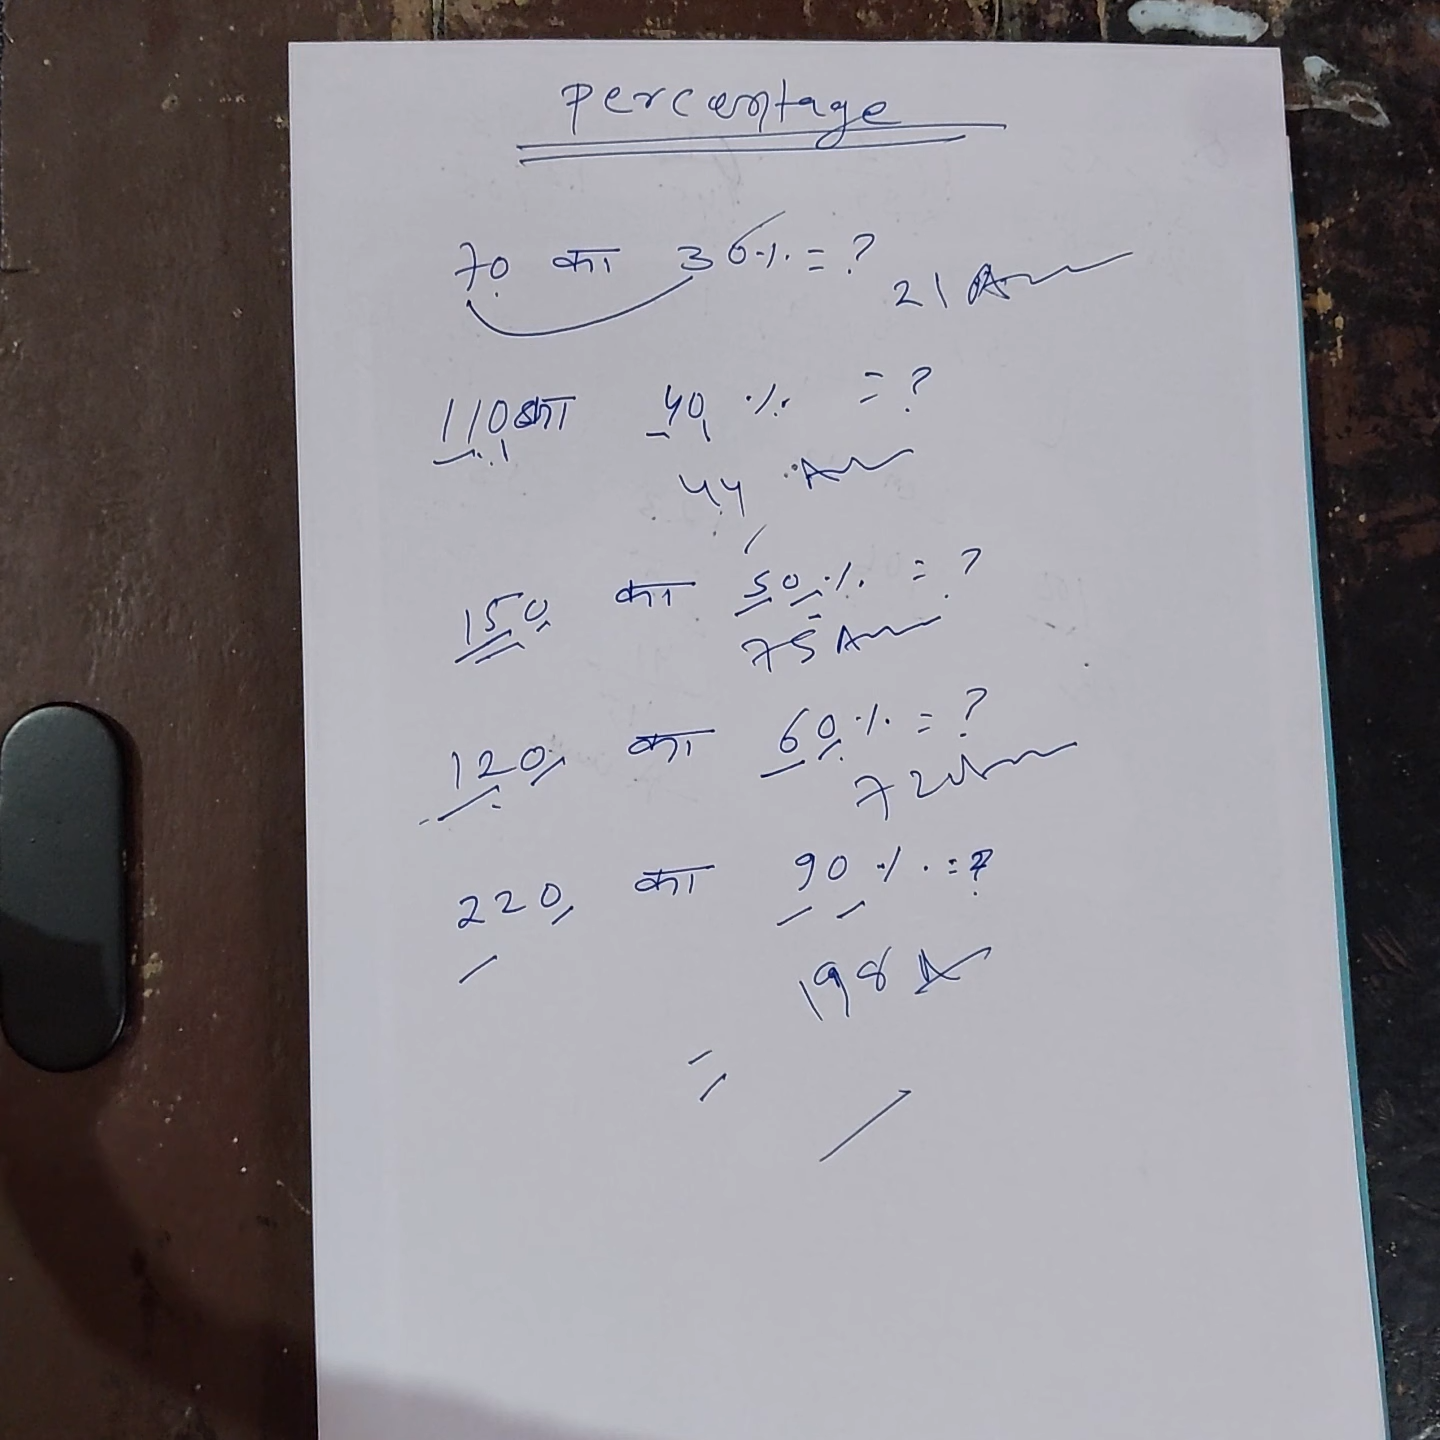 Percentage
70 का 30% = ?
21 Ans
110 का 40 % = ?
44 Ans
150 का 50 % = ?
75 Ans
120 का 60 % = ?
72 Ans
220 का 90 % = ?
198 A